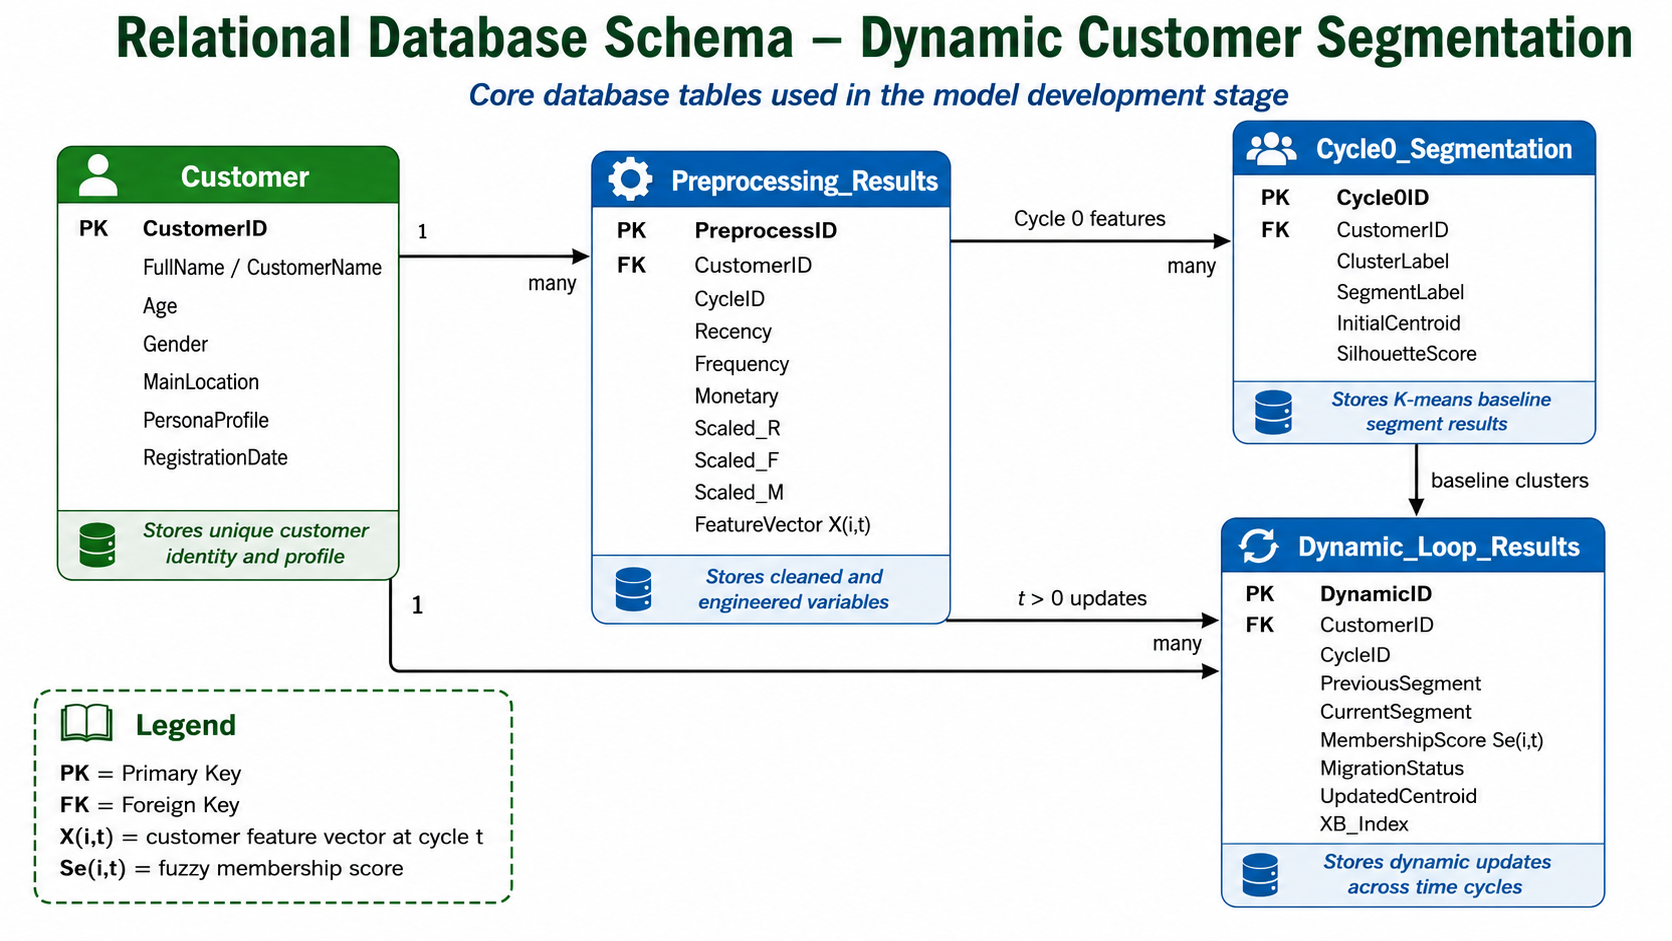 Relational Database Schema – Dynamic Customer Segmentation
Core database tables used in the model development stage
Customer
PK CustomerID
FullName / CustomerName
Age
Gender
MainLocation
PersonaProfile
RegistrationDate
Stores unique customer
identity and profile
1
many
Preprocessing_Results
PK PreprocessID
FK CustomerID
CycleID
Recency
Frequency
Monetary
Scaled_R
Scaled_F
Scaled_M
FeatureVector X(i,t)
Stores cleaned and
engineered variables
Cycle 0 features
many
Cycle0_Segmentation
PK Cycle0ID
FK CustomerID
ClusterLabel
SegmentLabel
InitialCentroid
SilhouetteScore
Stores K-means baseline
segment results
baseline clusters
1
t > 0 updates
many
Dynamic_Loop_Results
PK DynamicID
FK CustomerID
CycleID
PreviousSegment
CurrentSegment
MembershipScore Se(i,t)
MigrationStatus
UpdatedCentroid
XB_Index
Stores dynamic updates
across time cycles
Legend
PK = Primary Key
FK = Foreign Key
X(i,t) = customer feature vector at cycle t
Se(i,t) = fuzzy membership score